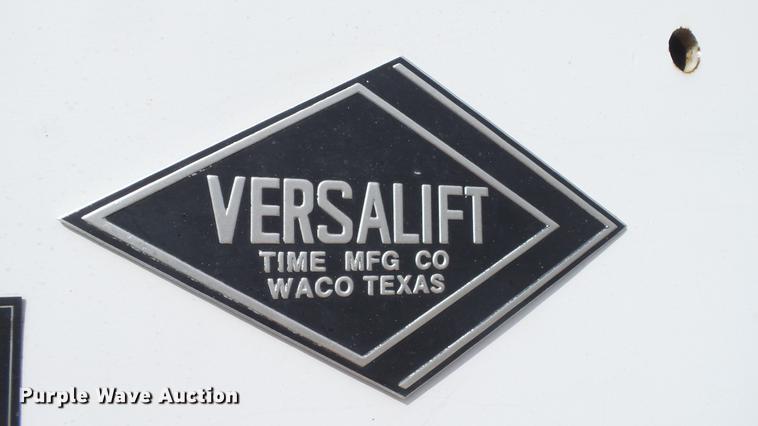 VERSALIFT
TIME MFG CO
WACO TEXAS
Purple Wave Auction